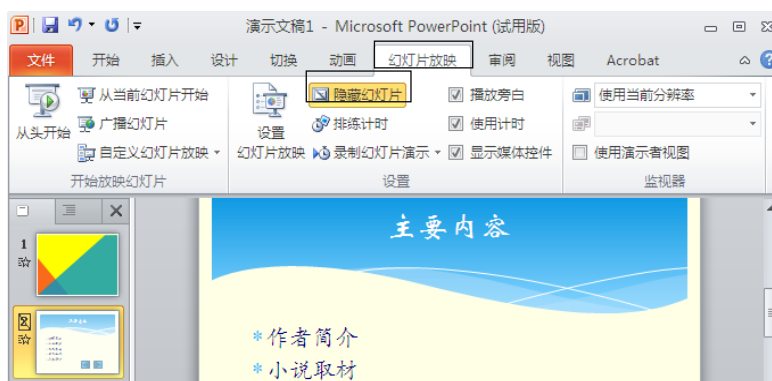 演示文稿1 - Microsoft PowerPoint (试用版)
文件 开始 插入 设计 切换 动画 幻灯片放映 审阅 视图 Acrobat
从头开始
从当前幻灯片开始
广播幻灯片
自定义幻灯片放映
开始放映幻灯片
设置
幻灯片放映
隐藏幻灯片
排练计时
录制幻灯片演示
播放旁白
使用计时
显示媒体控件
设置
使用当前分辨率
使用演示者视图
监视器
1
2
主要内容
*作者简介
*小说取材